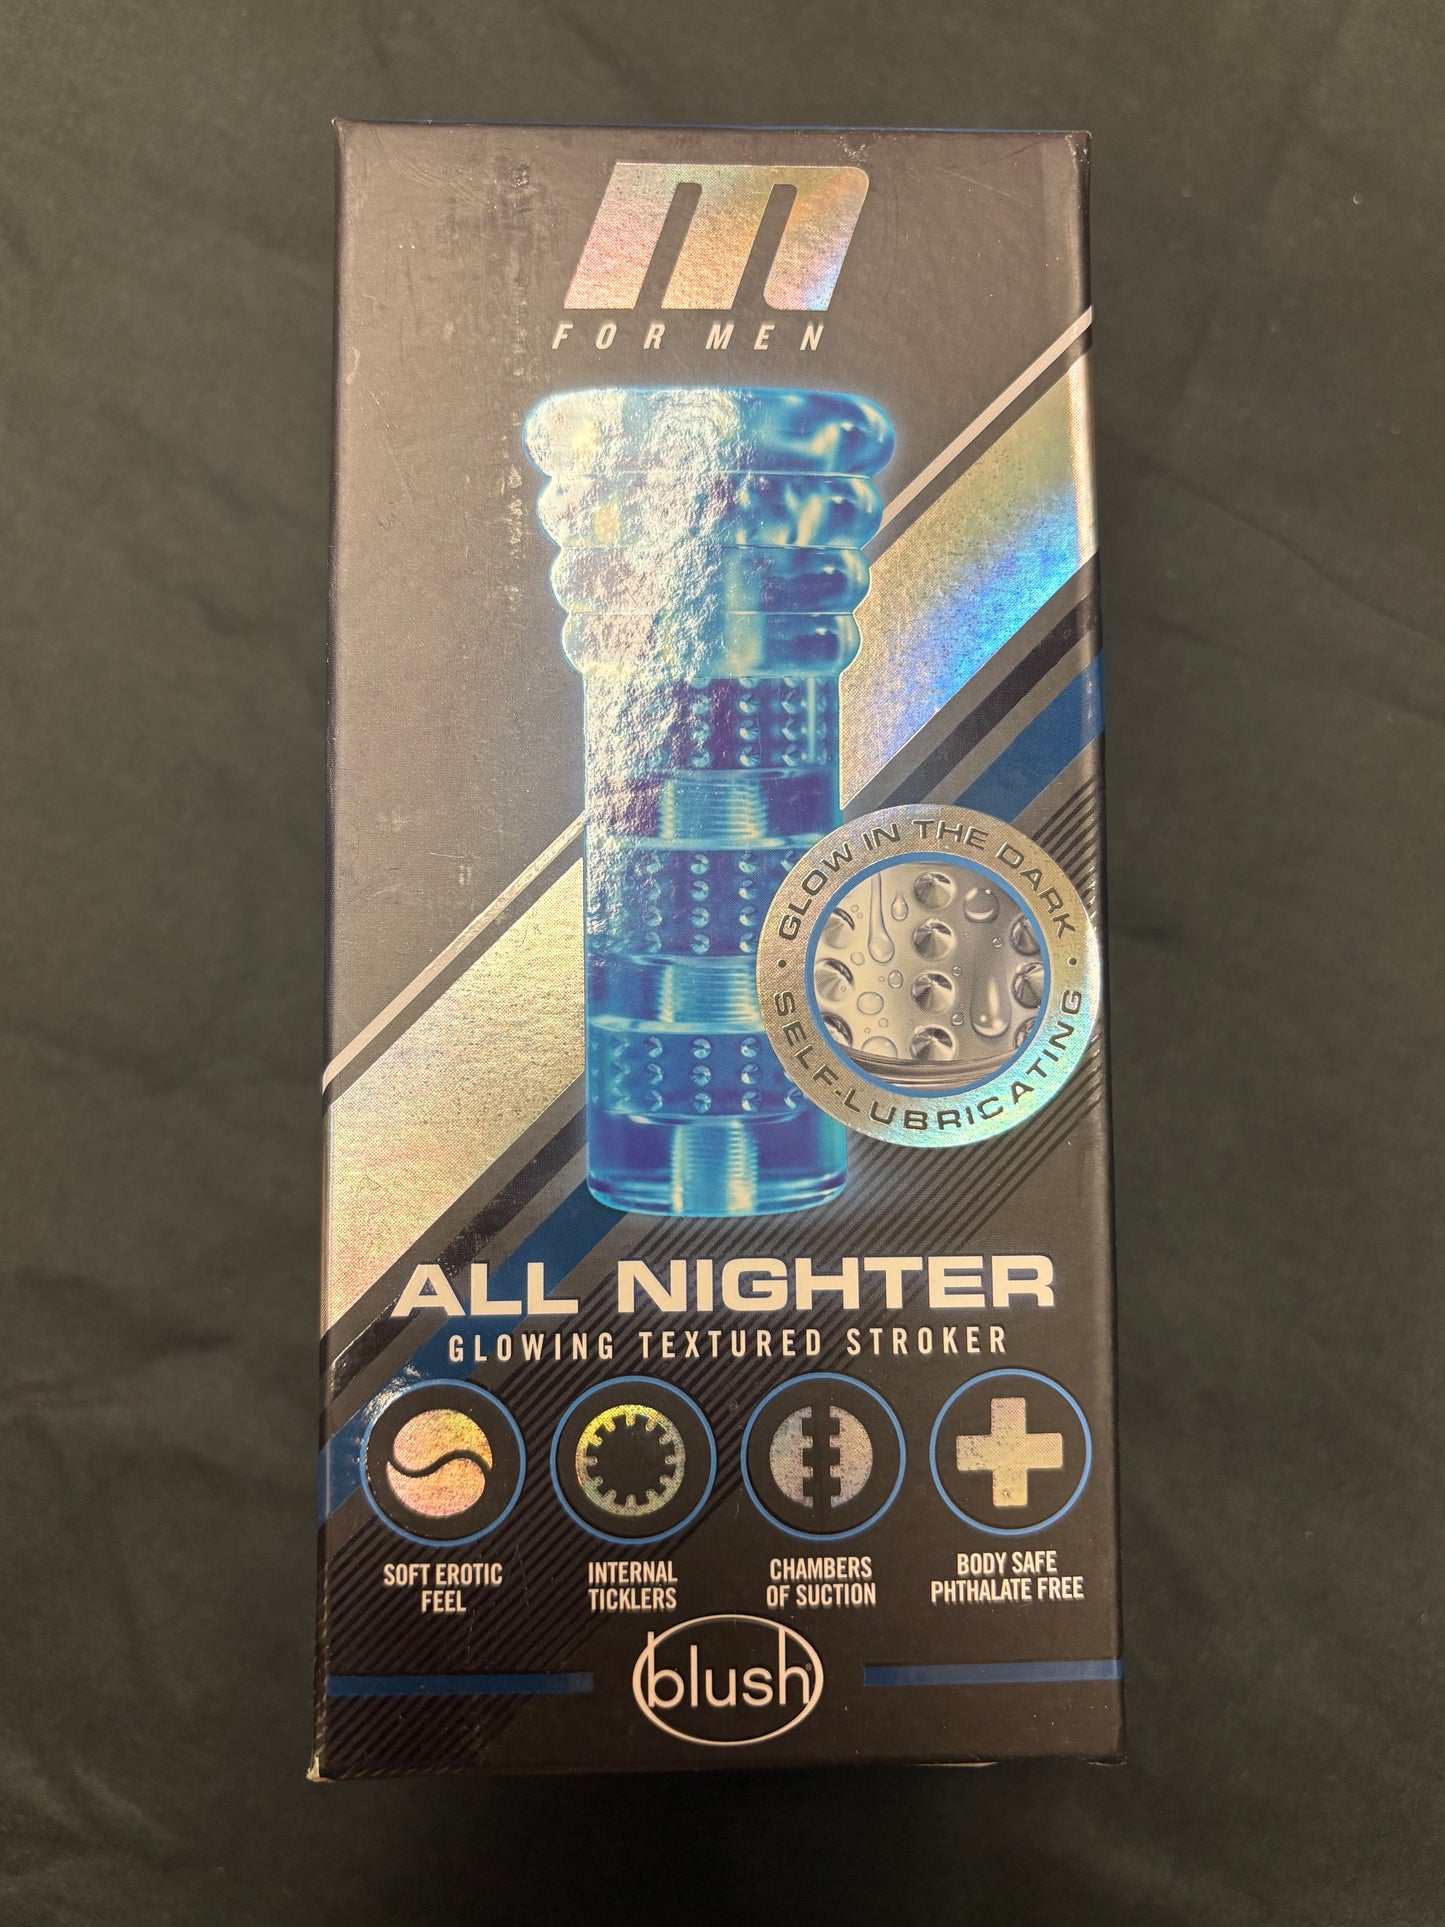 m
FOR MEN
GLOW IN THE DARK
• SELF-LUBRICATING •
ALL NIGHTER
GLOWING TEXTURED STROKER
SOFT EROTIC
FEEL
INTERNAL
TICKLERS
CHAMBERS
OF SUCTION
BODY SAFE
PHTHALATE FREE
blush®